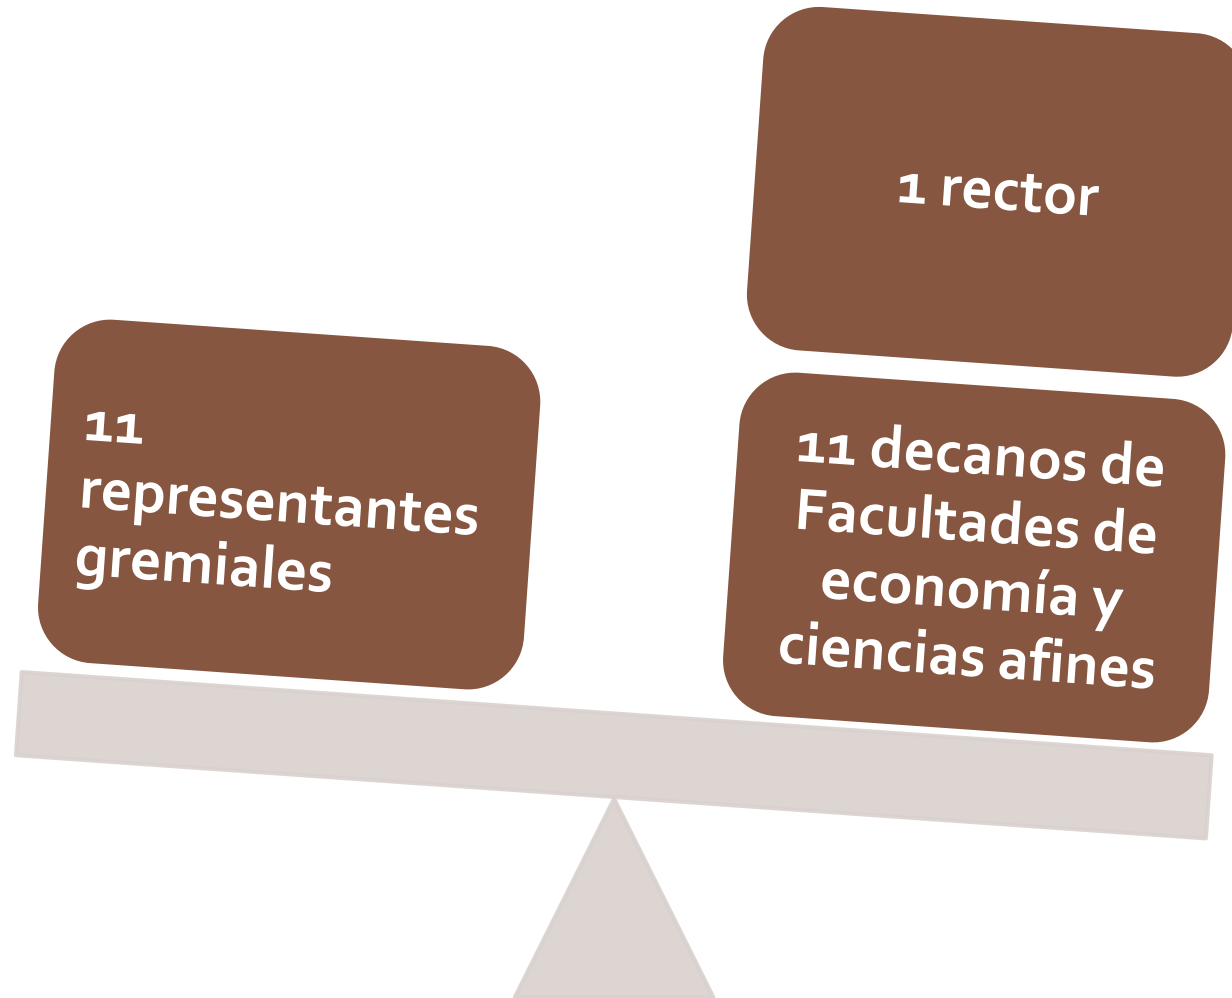 1 rector
11
representantes
gremiales
11 decanos de
Facultades de
economía y
ciencias afines